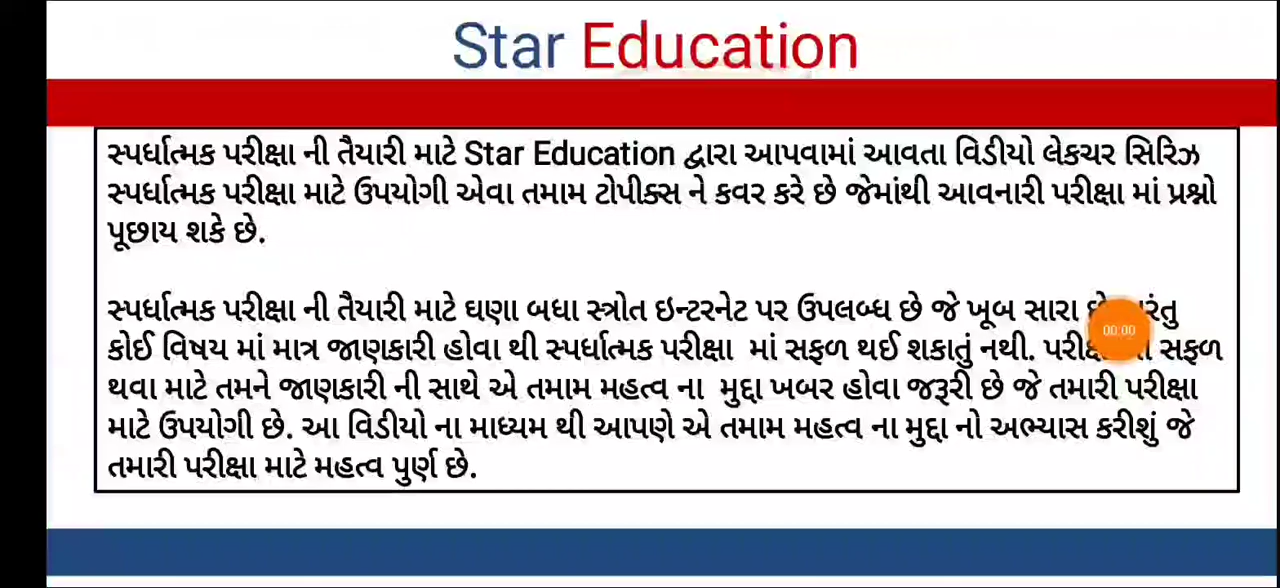 Star Education
સ્પર્ધાત્મક પરીક્ષા ની તૈયારી માટે Star Education દ્વારા આપવામાં આવતા વિડીયો લેક્ચર સિરિઝ
સ્પર્ધાત્મક પરીક્ષા માટે ઉપયોગી એવા તમામ ટોપીક્સ ને કવર કરે છે જેમાંથી આવનારી પરીક્ષા માં પ્રશ્નો
પૂછાય શકે છે.
સ્પર્ધાત્મક પરીક્ષા ની તૈયારી માટે ઘણા બધા સ્ત્રોત ઇન્ટરનેટ પર ઉપલબ્ધ છે જે ખૂબ સારા
00:00
કોઈ વિષય માં માત્ર જાણકારી હોવા થી સ્પર્ધાત્મક પરીક્ષા માં સફળ થઈ શકાતું નથી. સફળ
થવા માટે તમને જાણકારી ની સાથે એ તમામ મહત્વ ના મુદ્દા ખબર હોવા જરૂરી છે જે તમારી પરીક્ષા
માટે ઉપયોગી છે. આ વિડીયો ના માધ્યમ થી આપણે એ તમામ મહત્વ ના મુદ્દા નો અભ્યાસ કરીશું જે
તમારી પરીક્ષા માટે મહત્વ પુર્ણ છે.